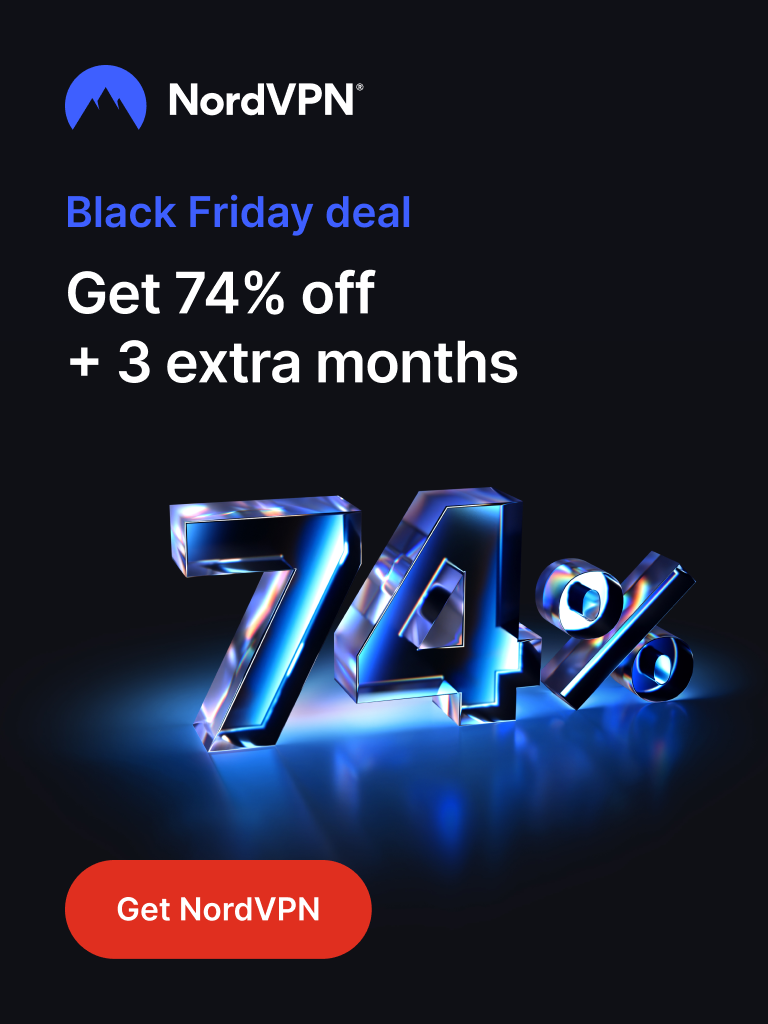 NordVPN®
Black Friday deal
Get 74% off
+ 3 extra months
74%
Get NordVPN